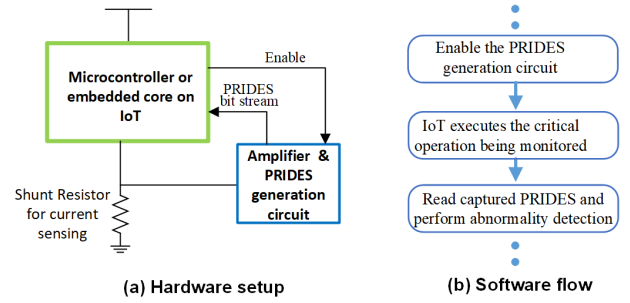 Microcontroller or
embedded core on
IoT
Enable
PRIDES
bit stream
Amplifier &
PRIDES
generation
circuit
Shunt Resistor
for current
sensing
(a) Hardware setup
Enable the PRIDES
generation circuit
IoT executes the critical
operation being monitored
Read captured PRIDES and
perform abnormality detection
(b) Software flow